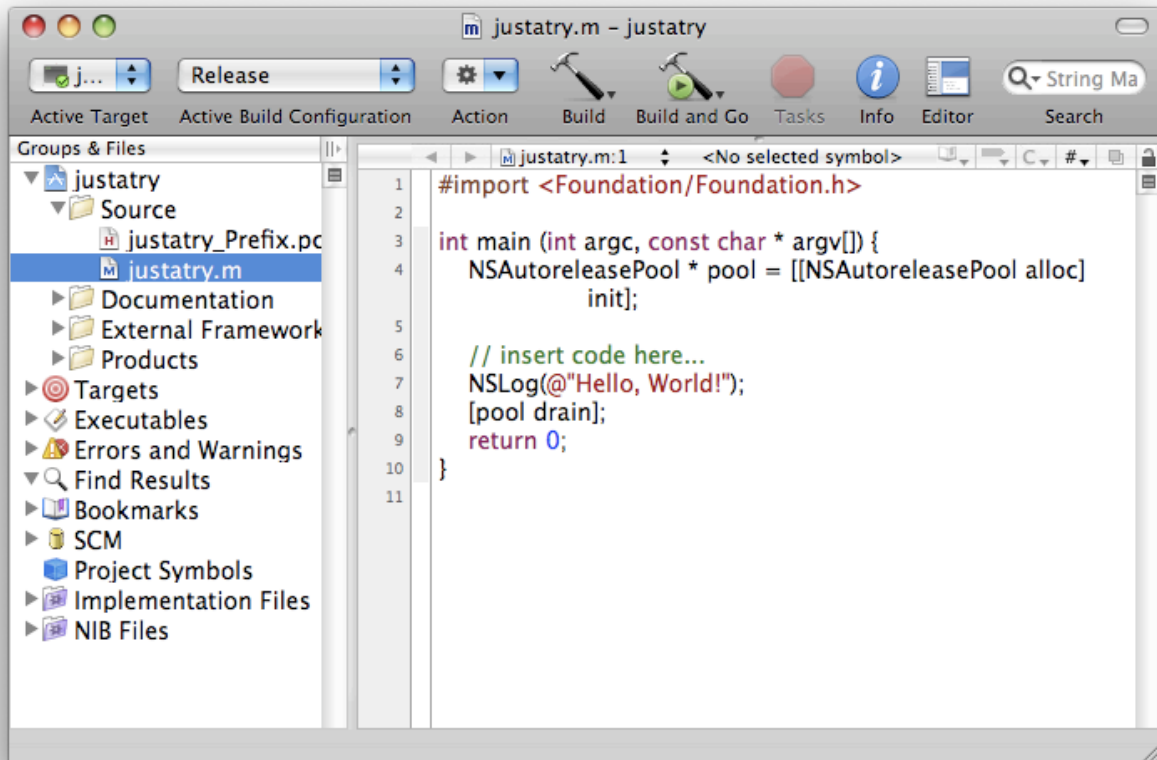 justatry.m – justatry
j... Release String Ma
Active Target Active Build Configuration Action Build Build and Go Tasks Info Editor Search
Groups & Files
justatry
Source
justatry_Prefix.pc
justatry.m
Documentation
External Framework
Products
Targets
Executables
Errors and Warnings
Find Results
Bookmarks
SCM
Project Symbols
Implementation Files
NIB Files
justatry.m:1 <No selected symbol> C #
1 #import <Foundation/Foundation.h>
2
3 int main (int argc, const char * argv[]) {
4 NSAutoreleasePool * pool = [[NSAutoreleasePool alloc]
init];
5
6 // insert code here...
7 NSLog(@"Hello, World!");
8 [pool drain];
9 return 0;
10 }
11